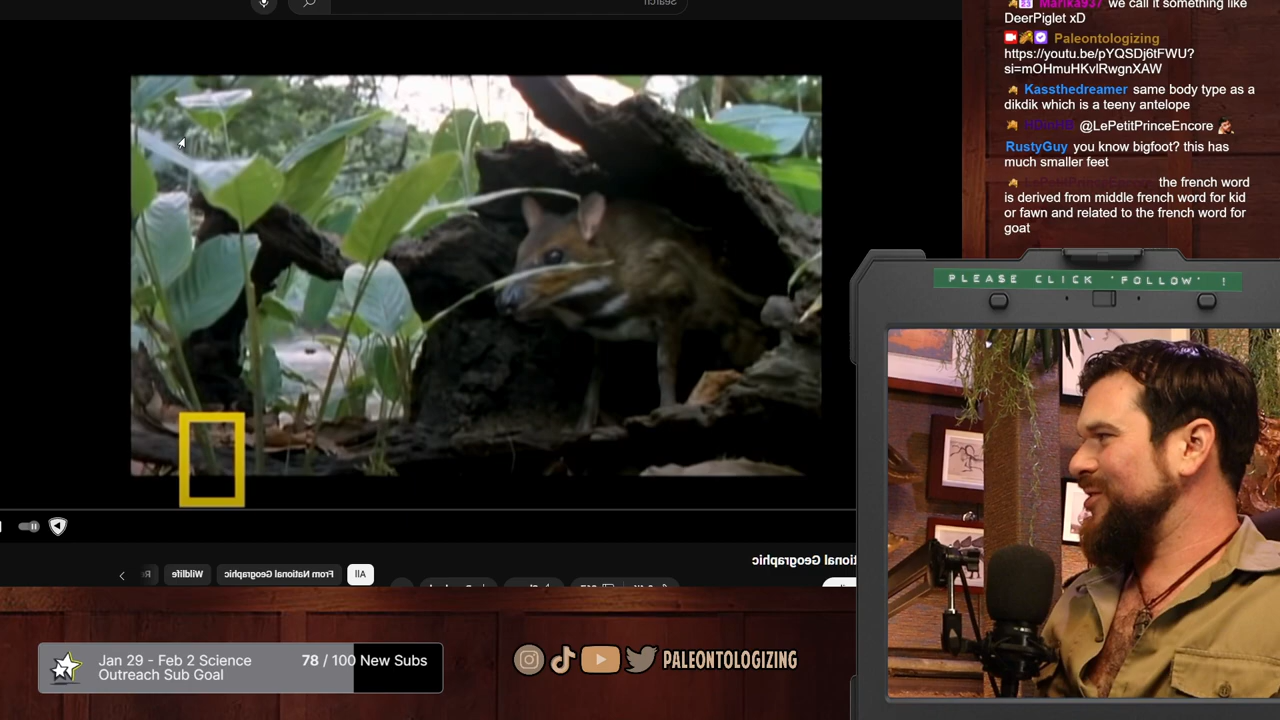 Search
Marika937 we call it something like
DeerPiglet xD
Paleontologizing
https://youtu.be/pYQSDj6tFWU?
si=mOHmuHKvlRwgnXAW
Kassthedreamer same body type as a
dikdik which is a teeny antelope
@LePetitPrinceEncore
RustyGuy you know bigfoot? this has
much smaller feet
the french word
is derived from middle french word for kid
or fawn and related to the french word for
goat
PLEASE CLICK 'FOLLOW' !
National Geographic
All
From National Geographic
Wildlife
Jan 29 - Feb 2 Science
Outreach Sub Goal
78 / 100 New Subs
PALEONTOLOGIZING